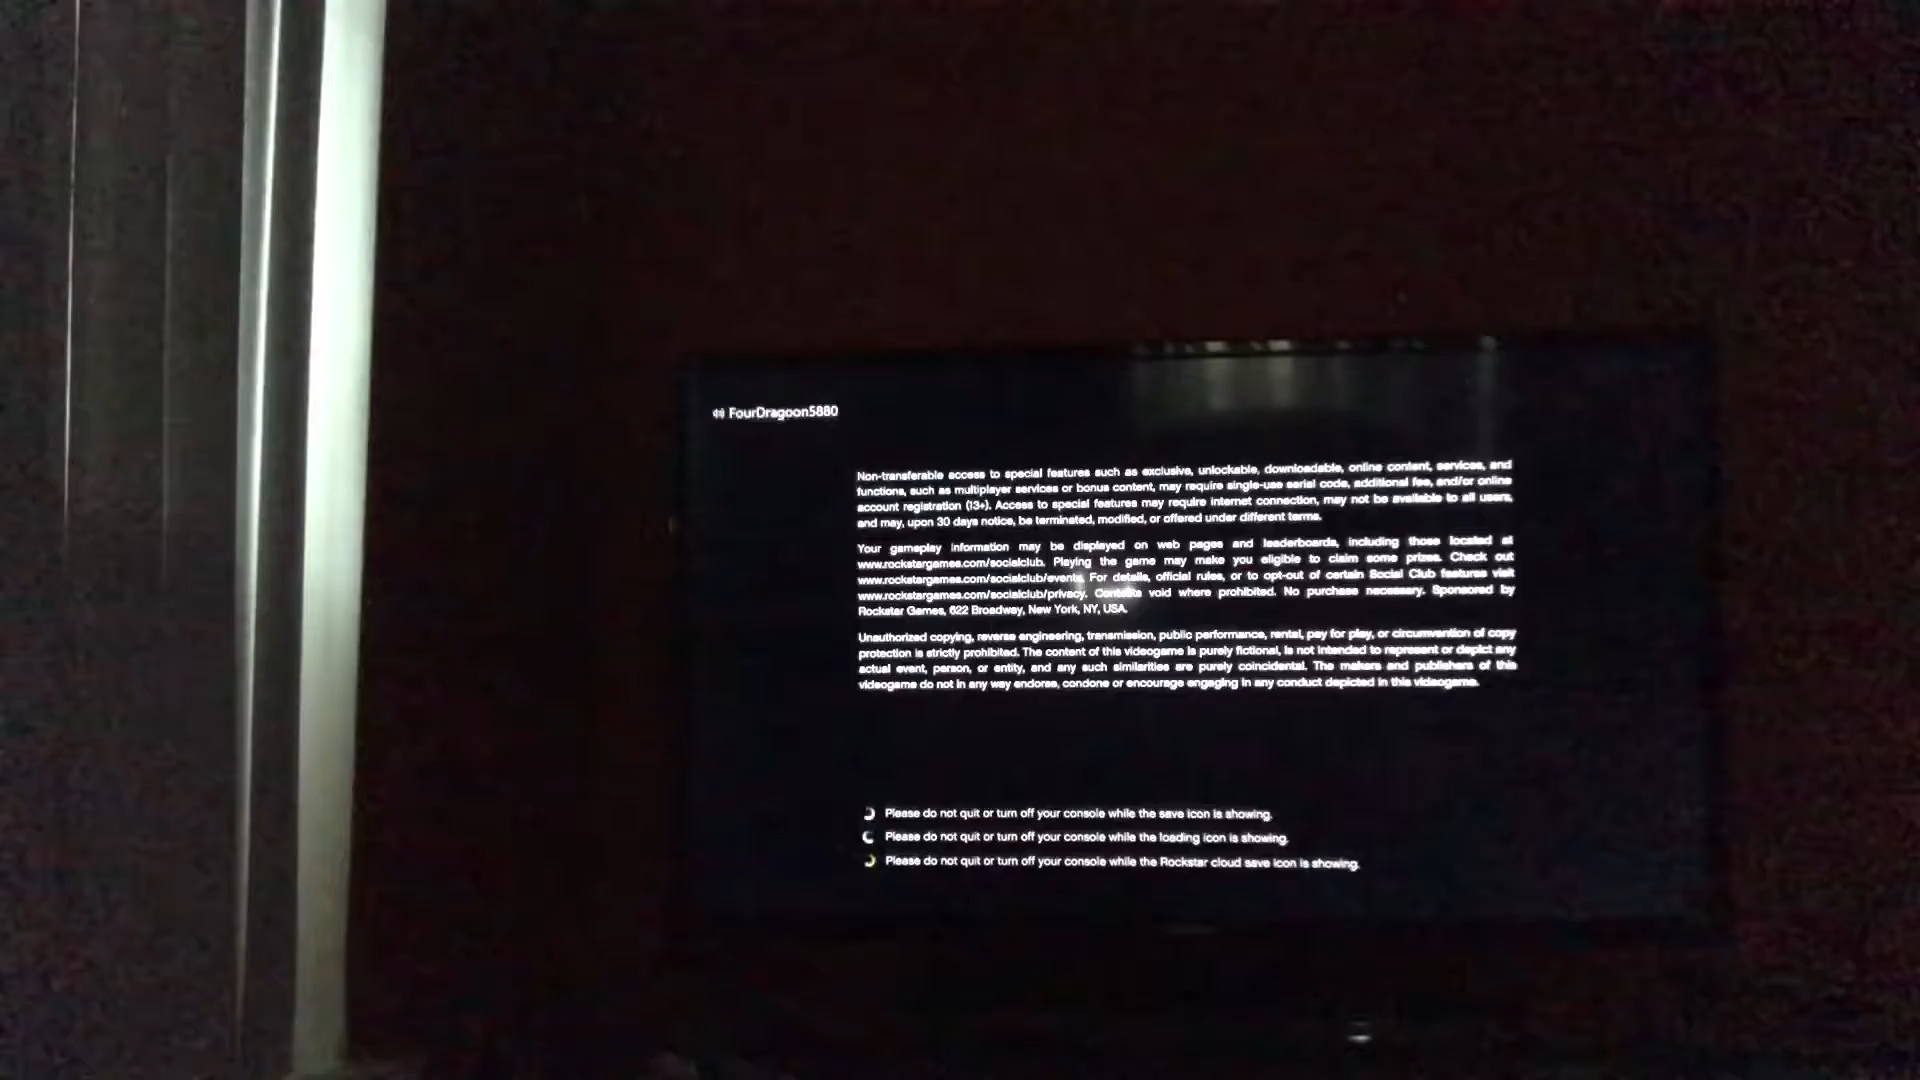 FourDragoon5880
Non-transferable access to special features such as exclusive, unlockable, downloadable, online content, services, and
functions, such as multiplayer services or bonus content, may require single-use serial code, additional fee, and/or online
account registration (13+). Access to special features may require internet connection, may not be available to all users,
and may, upon 30 days notice, be terminated, modified, or offered under different terms.
Your gameplay information may be displayed on web pages and leaderboards, including those located at
www.rockstargames.com/socialclub. Playing the game may make you eligible to claim some prizes. Check out
www.rockstargames.com/socialclub/events. For details, official rules, or to opt-out of certain Social Club features visit
www.rockstargames.com/socialclub/privacy. Contests void where prohibited. No purchase necessary. Sponsored by
Rockstar Games, 622 Broadway, New York, NY, USA.
Unauthorized copying, reverse engineering, transmission, public performance, rental, pay for play, or circumvention of copy
protection is strictly prohibited. The content of this videogame is purely fictional, is not intended to represent or depict any
actual event, person, or entity, and any such similarities are purely coincidental. The makers and publishers of this
videogame do not in any way endorse, condone or encourage engaging in any conduct depicted in this videogame.
Please do not quit or turn off your console while the save icon is showing.
Please do not quit or turn off your console while the loading icon is showing.
Please do not quit or turn off your console while the Rockstar cloud save icon is showing.